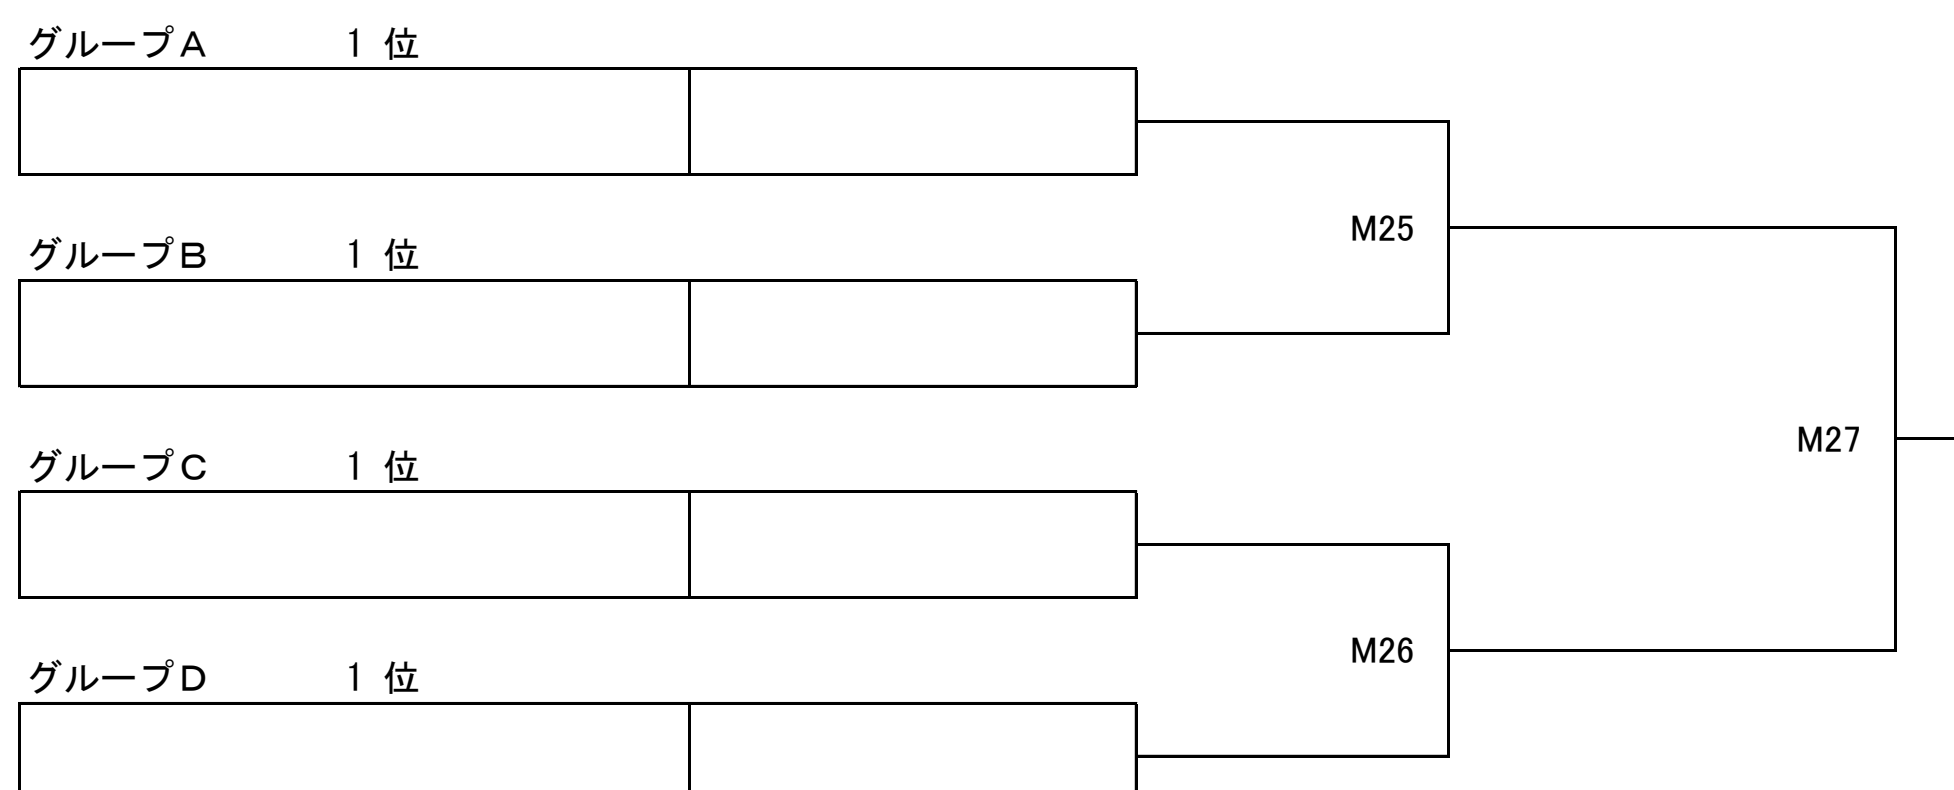 グループA 1 位
M25
グループB 1 位
M27
グループC 1 位
M26
グループD 1 位